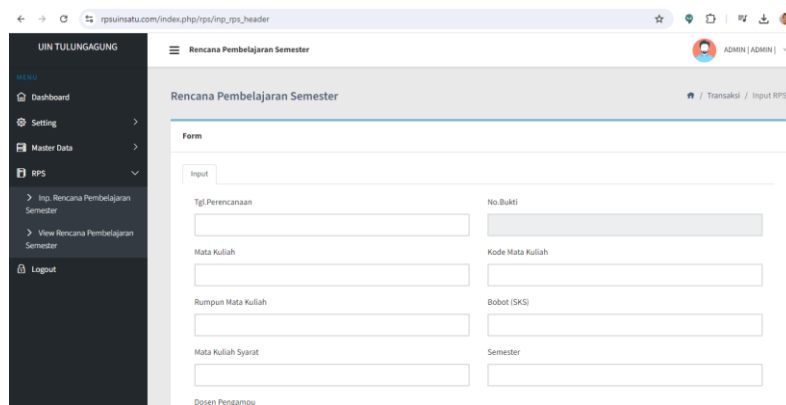 rpsuinsatu.com/index.php/rps/inp_rps_header
UIN TULUNGAGUNG
Rencana Pembelajaran Semester
ADMIN | ADMIN |
MENU
Dashboard
Rencana Pembelajaran Semester
/ Transaksi / Input RPS
Setting
Form
Master Data
RPS
Input
Inp. Rencana Pembelajaran
Semester
View Rencana Pembelajaran
Semester
Logout
Tgl.Perencanaan
No.Bukti
Mata Kuliah
Kode Mata Kuliah
Rumpun Mata Kuliah
Bobot (SKS)
Mata Kuliah Syarat
Semester
Dosen Pengampu